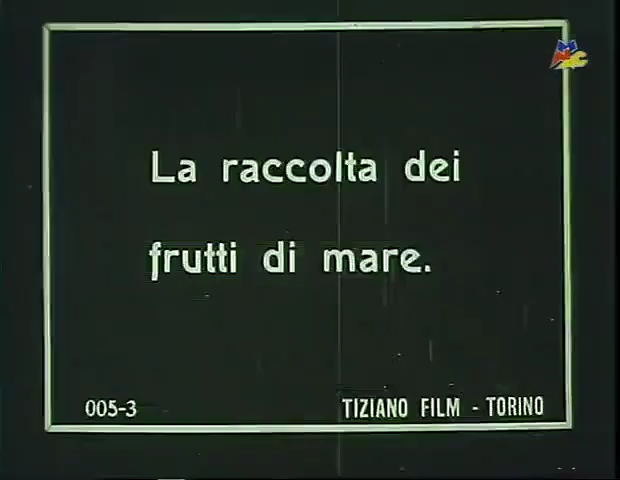 La raccolta dei
frutti di mare.
005-3
TIZIANO FILM - TORINO